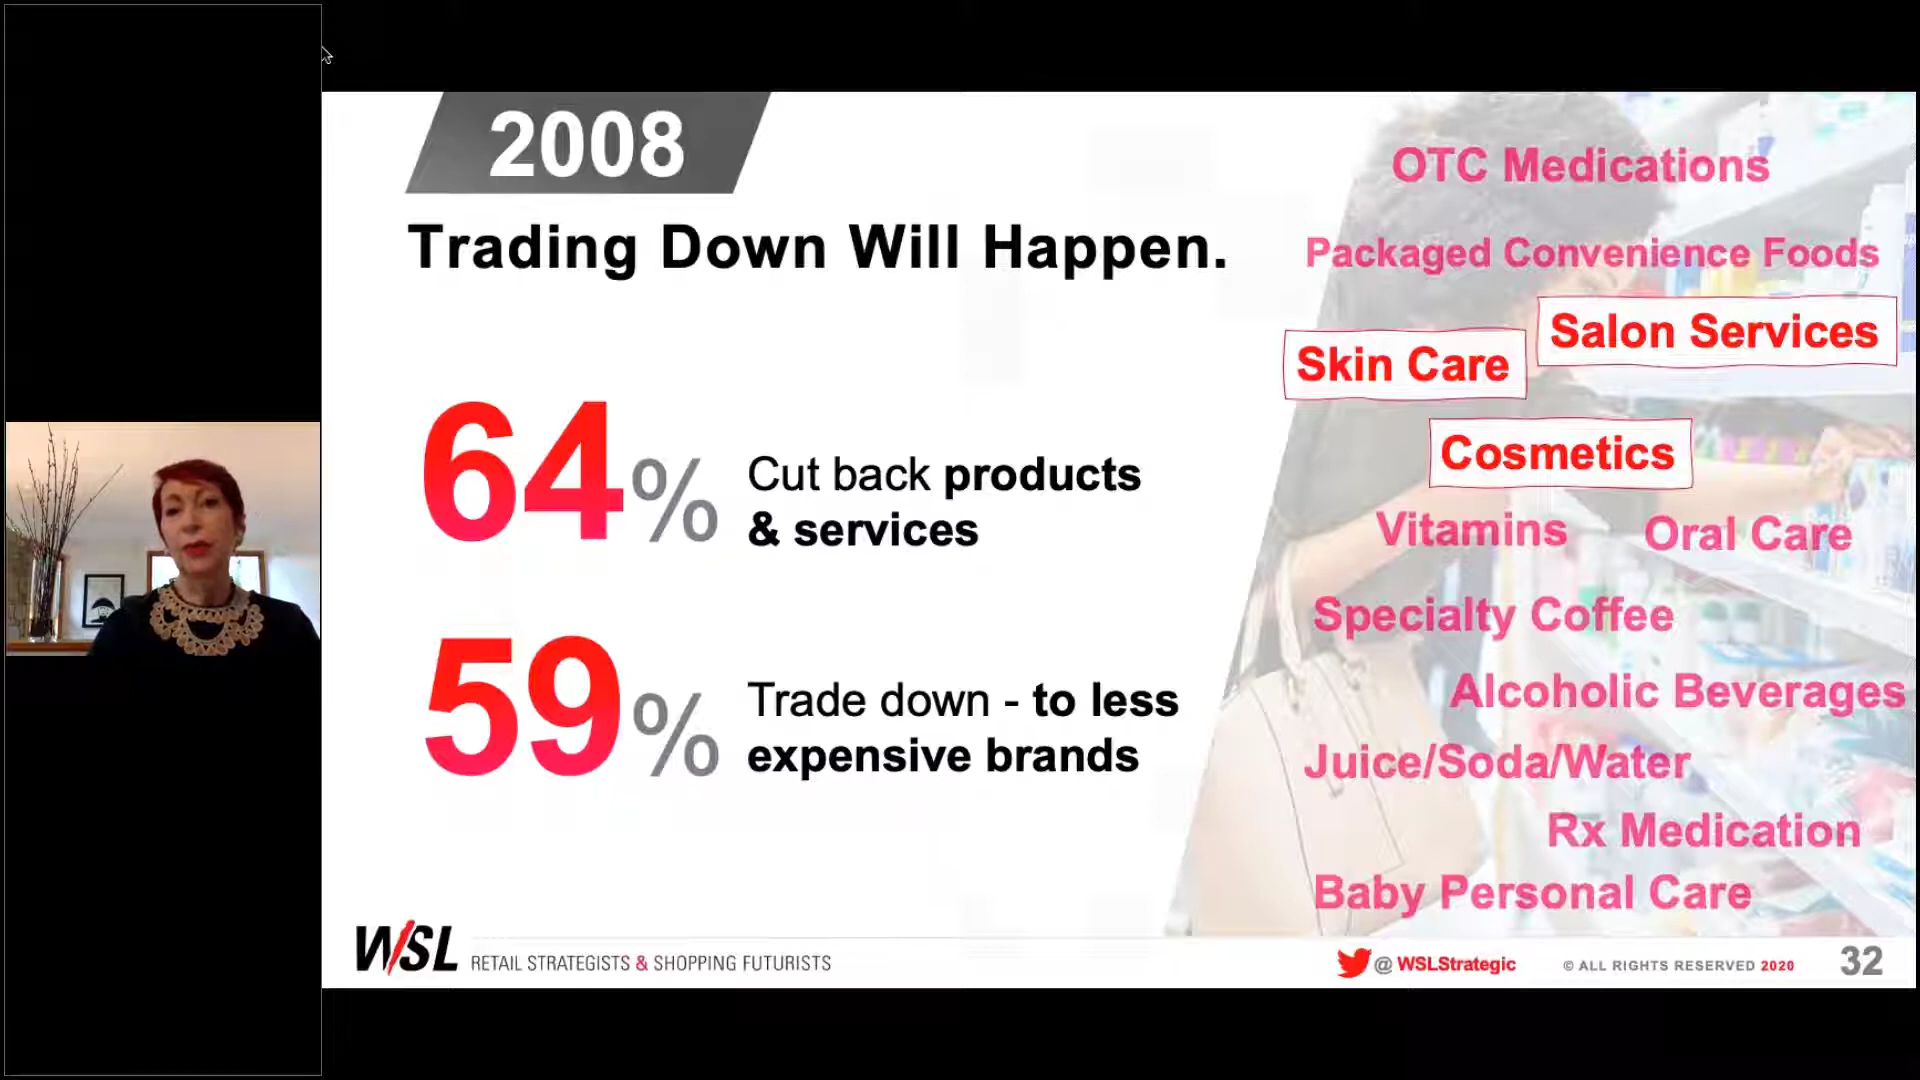 2008
Trading Down Will Happen.
64% Cut back products
& services
59% Trade down - to less
expensive brands
OTC Medications
Packaged Convenience Foods
Salon Services
Skin Care
Cosmetics
Vitamins
Oral Care
Specialty Coffee
Alcoholic Beverages
Juice/Soda/Water
Rx Medication
Baby Personal Care
WSL RETAIL STRATEGISTS & SHOPPING FUTURISTS
@ WSLStrategic
© ALL RIGHTS RESERVED 2020
32